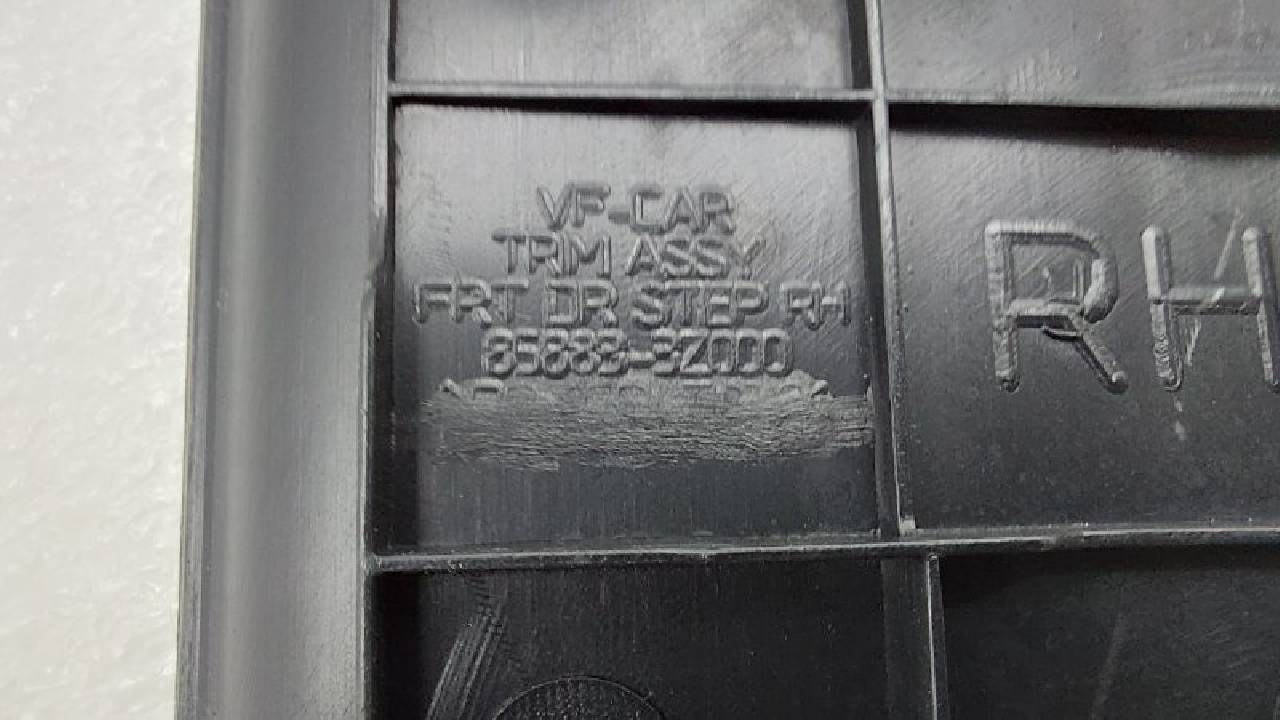 VF-CAR
TRIM ASSY
FRT DR STEP RH
85883-3Z000
RH